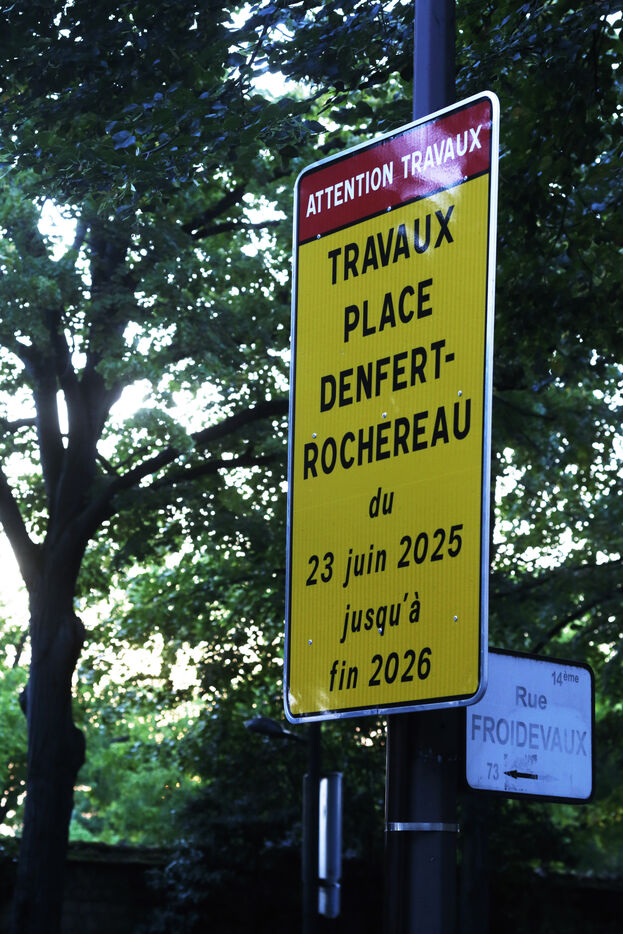 ATTENTION TRAVAUX
TRAVAUX
PLACE
DENFERT-
ROCHEREAU
du
23 juin 2025
jusqu'à
fin 2026
14ème
Rue
FROIDEVAUX
73